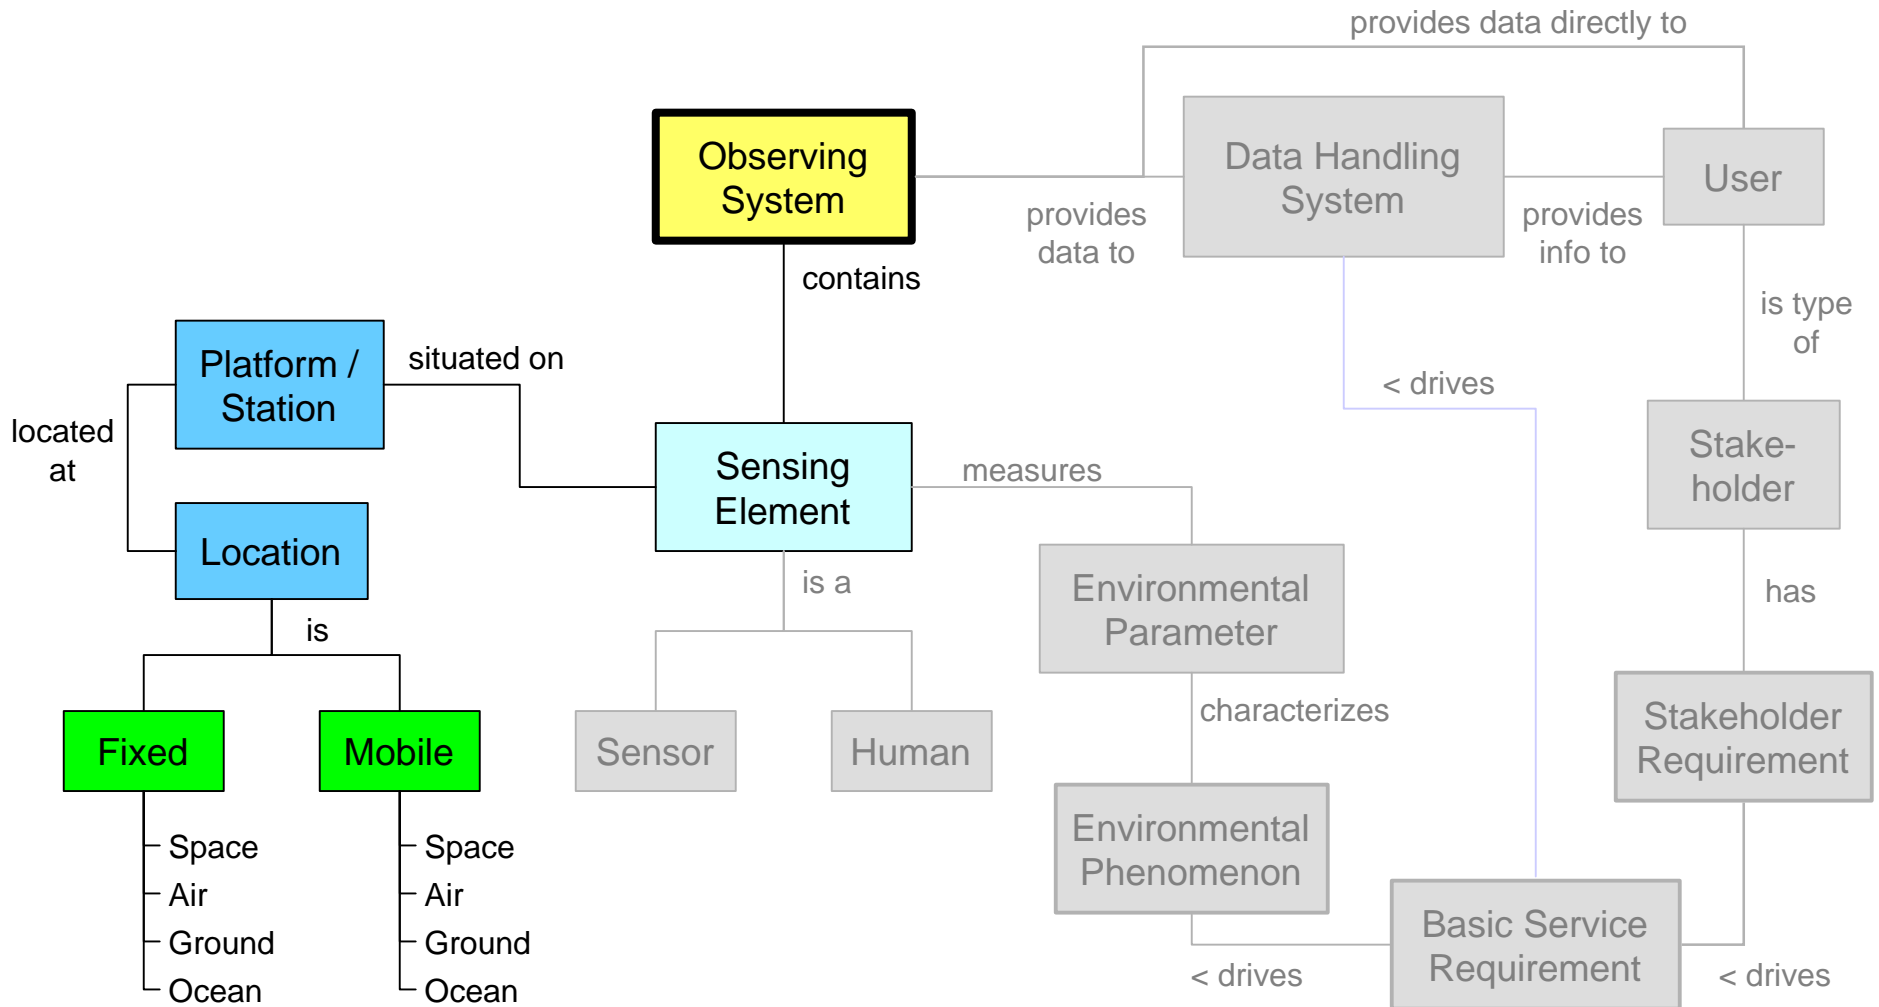 provides data directly to
Observing
System
Data Handling
System
User
provides
data to
provides
info to
contains
is type
of
Platform /
Station
situated on
< drives
located
at
Sensing
Element
measures
Stake-
holder
Location
is a
Environmental
Parameter
has
is
Fixed
Mobile
Sensor
Human
characterizes
Stakeholder
Requirement
Space
Air
Ground
Ocean
Space
Air
Ground
Ocean
Environmental
Phenomenon
Basic Service
Requirement
< drives
< drives